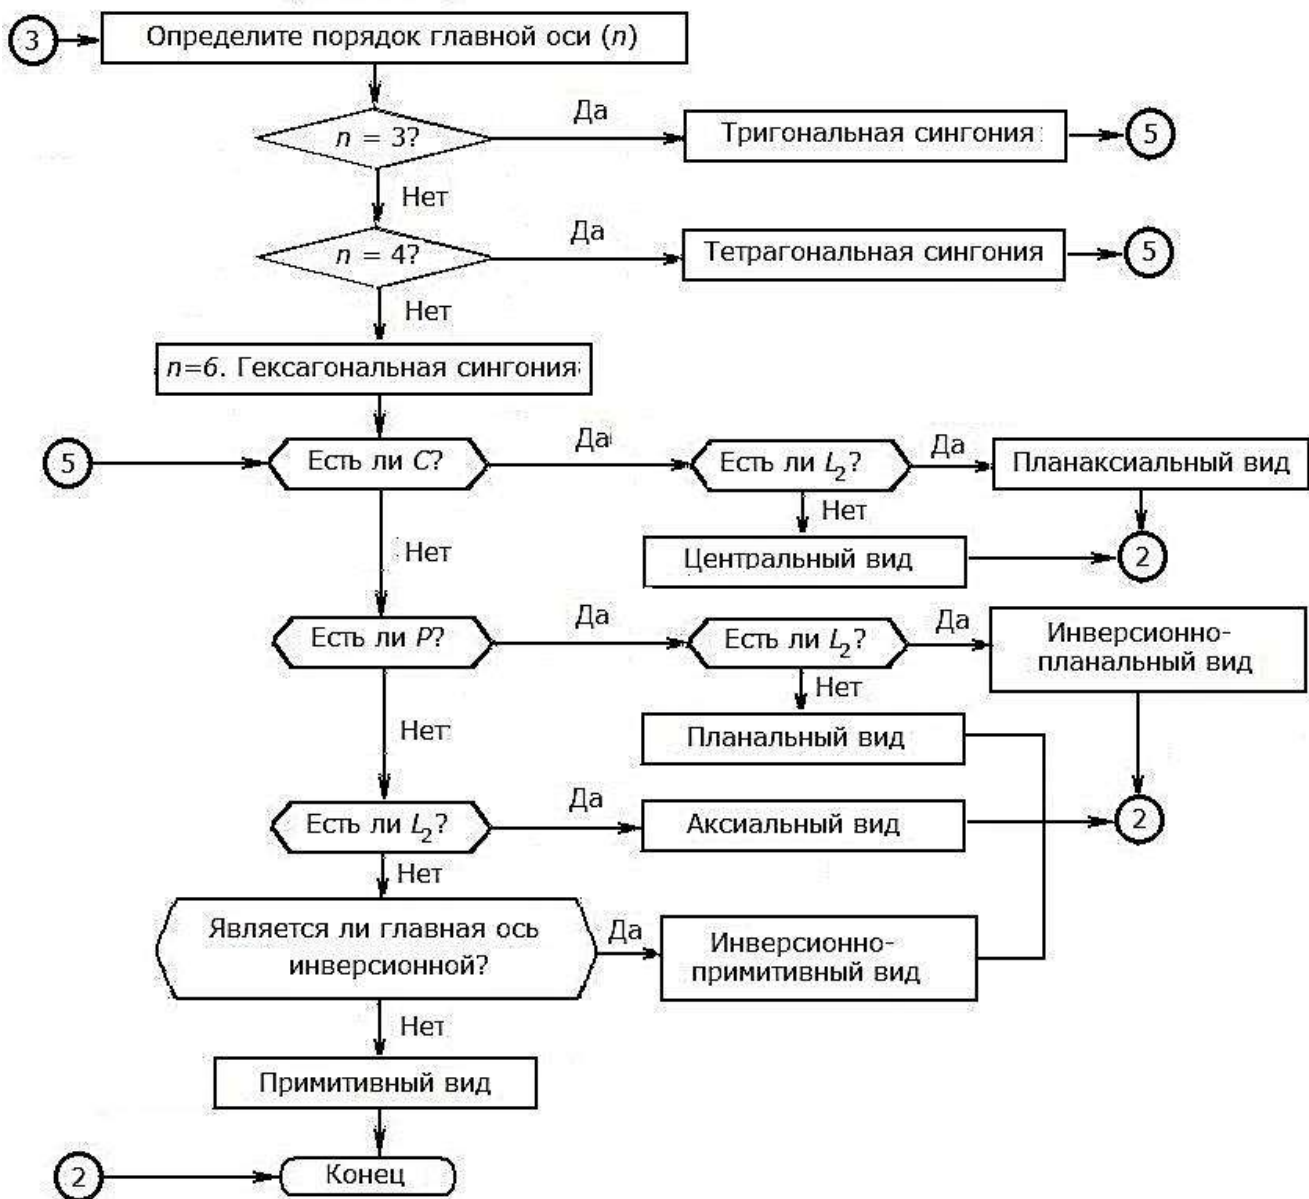 3
Определите порядок главной оси (n)
n = 3?
Да
Тригональная сингония
5
Нет
n = 4?
Да
Тетрагональная сингония
5
Нет
n=6. Гексагональная сингония
5
Есть ли C?
Да
Есть ли L2?
Да
Планаксиальный вид
Нет
Центральный вид
2
Нет
Есть ли P?
Да
Есть ли L2?
Да
Инверсионно-
планальный вид
Нет
Планальный вид
Нет
Есть ли L2?
Да
Аксиальный вид
2
Нет
Является ли главная ось
инверсионной?
Да
Инверсионно-
примитивный вид
Нет
Примитивный вид
2
Конец